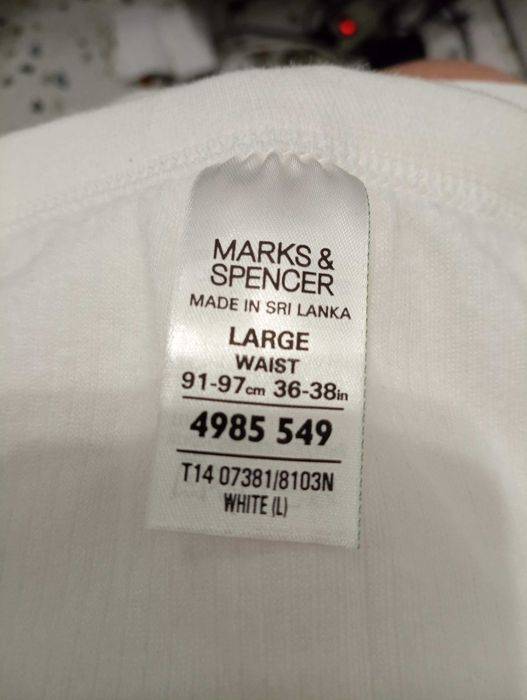 MARKS &
SPENCER
MADE IN SRI LANKA
LARGE
WAIST
91-97cm 36-38in
4985 549
T14 07381/8103N
WHITE (L)